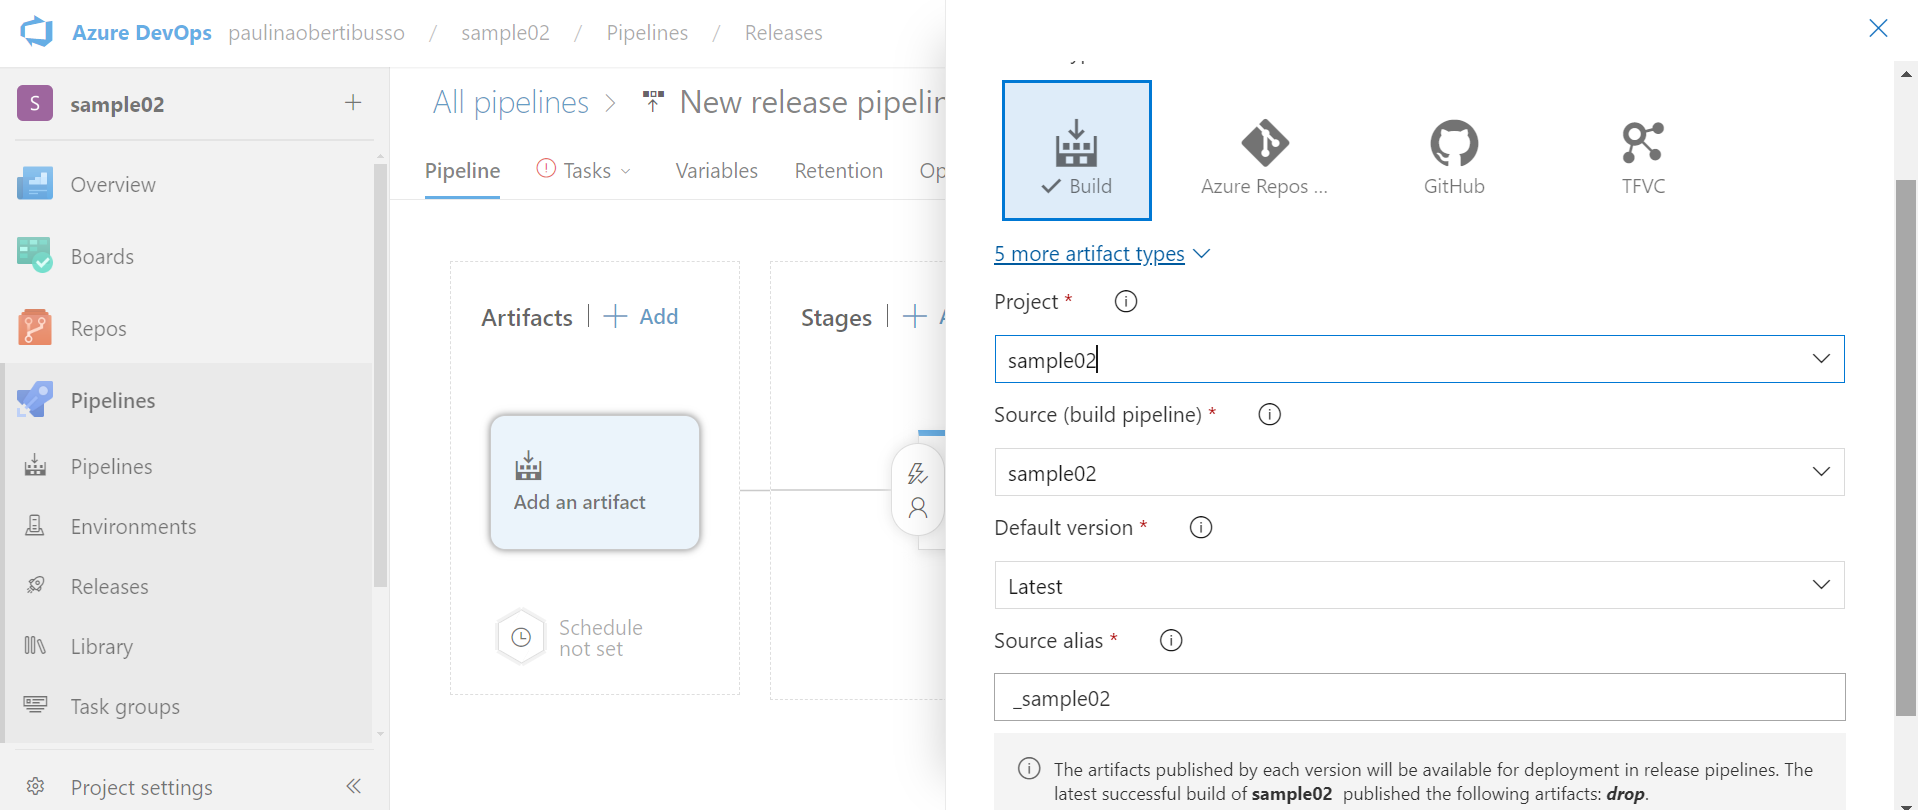 Azure DevOps paulinaobertibusso / sample02 / Pipelines / Releases
S sample02
Overview
Boards
Repos
Pipelines
Pipelines
Environments
Releases
Library
Task groups
Project settings
All pipelines > New release pipelin
Pipeline Tasks Variables Retention Op
Artifacts | + Add
Add an artifact
Schedule
not set
Stages | + A
Build
Azure Repos ...
GitHub
TFVC
5 more artifact types
Project *
sample02
Source (build pipeline) *
sample02
Default version *
Latest
Source alias *
_sample02
The artifacts published by each version will be available for deployment in release pipelines. The
latest successful build of sample02 published the following artifacts: drop.